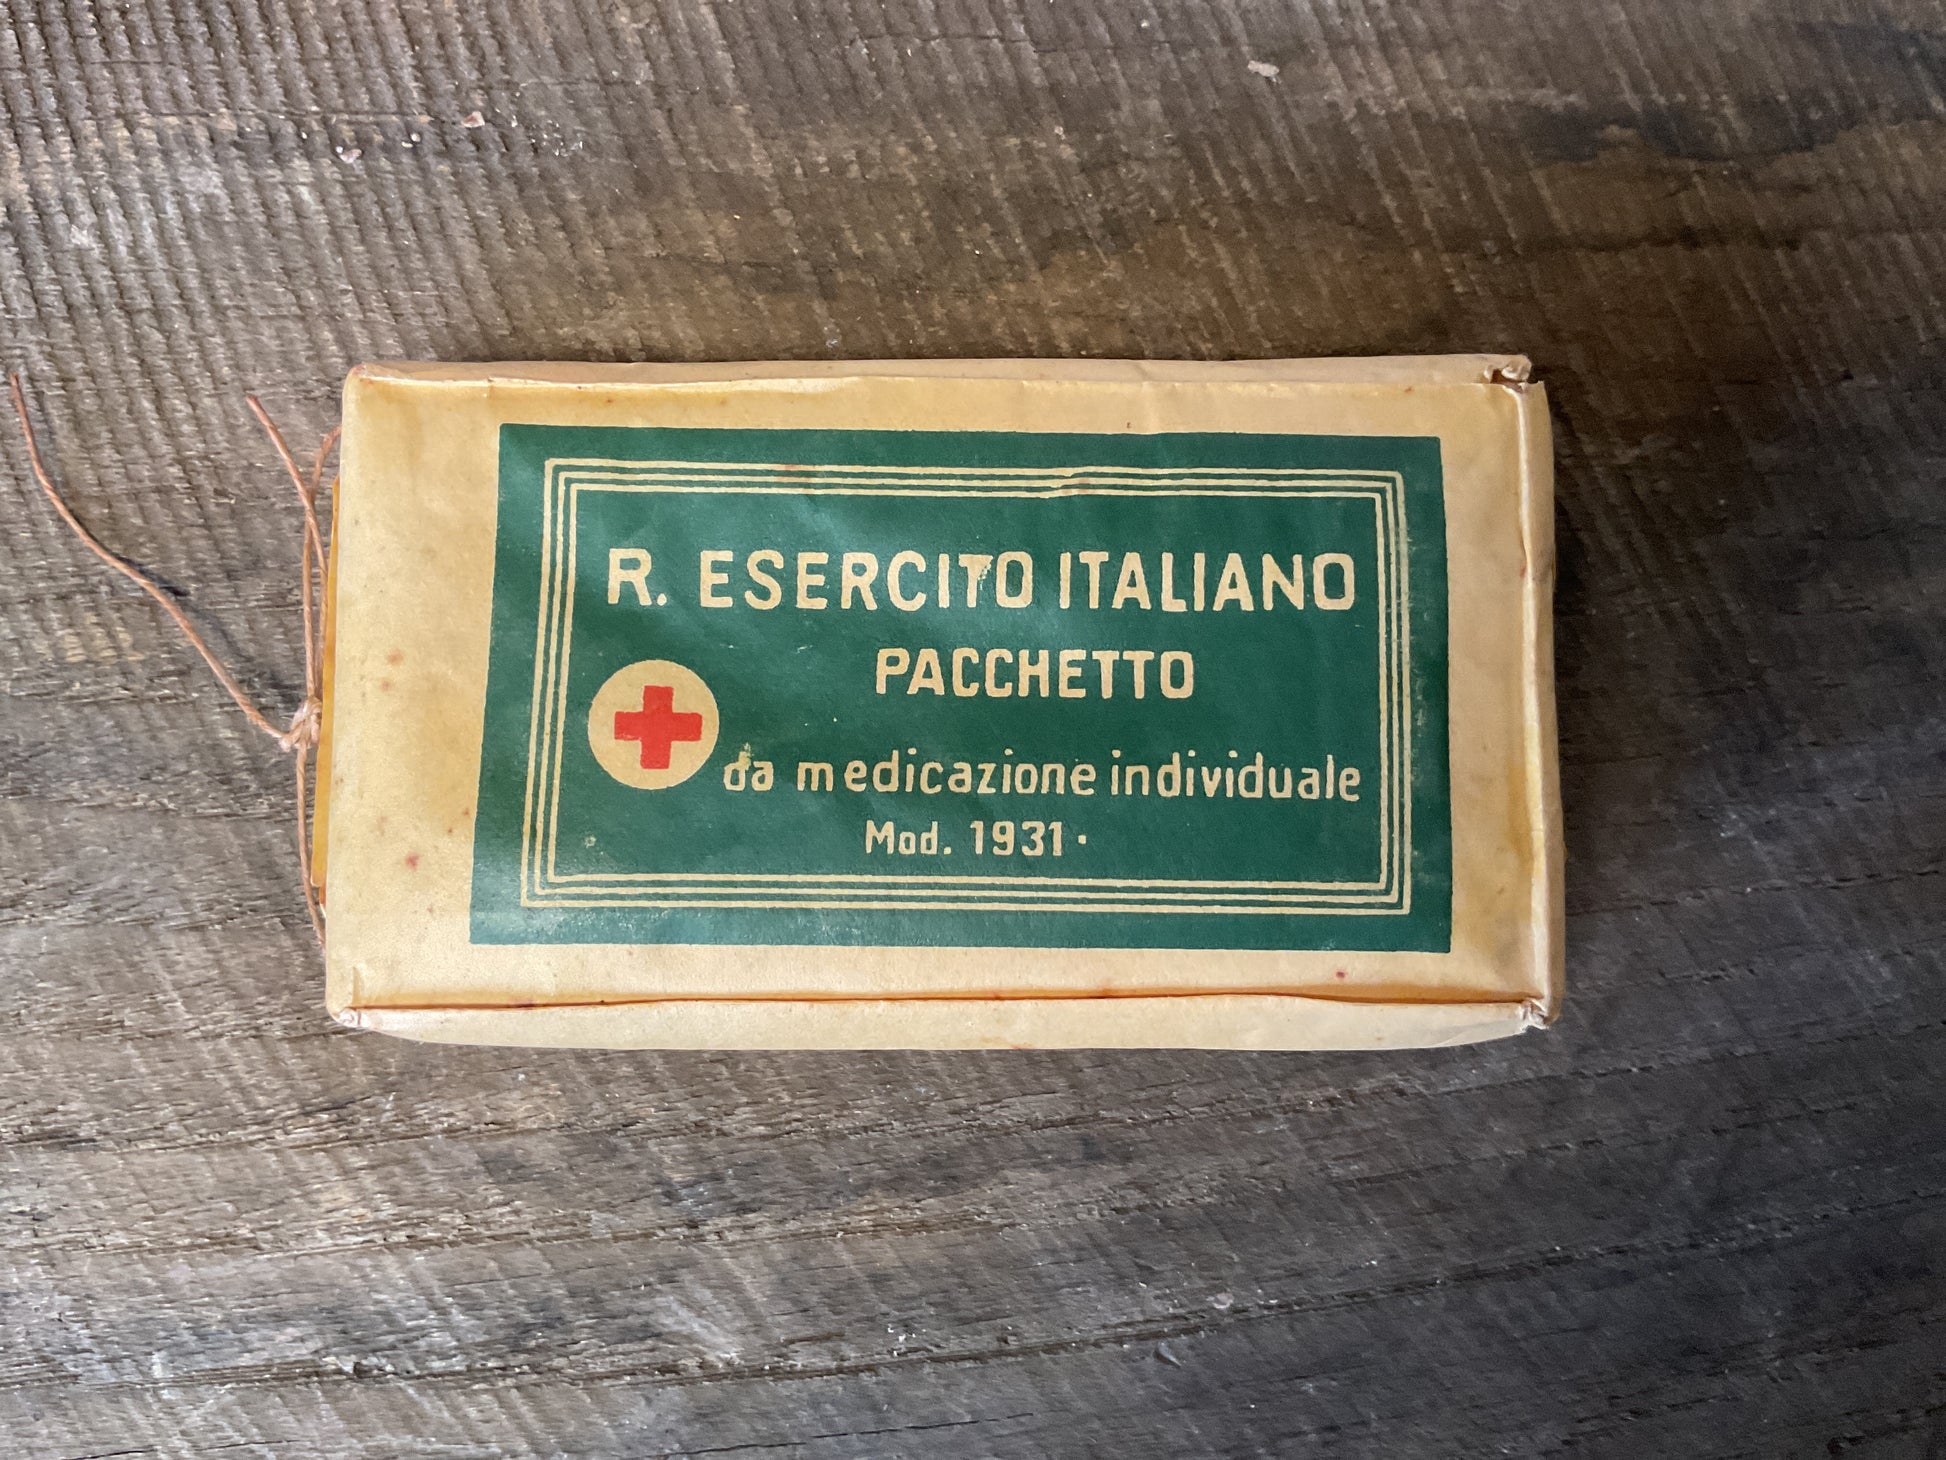 R. ESERCITO ITALIANO
PACCHETTO
da medicazione individuale
Mod. 1931.